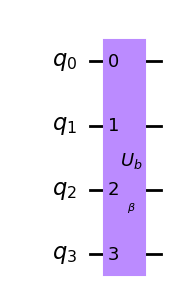 q₀ 0
q₁ 1
U_b
q₂ 2
β
q₃ 3